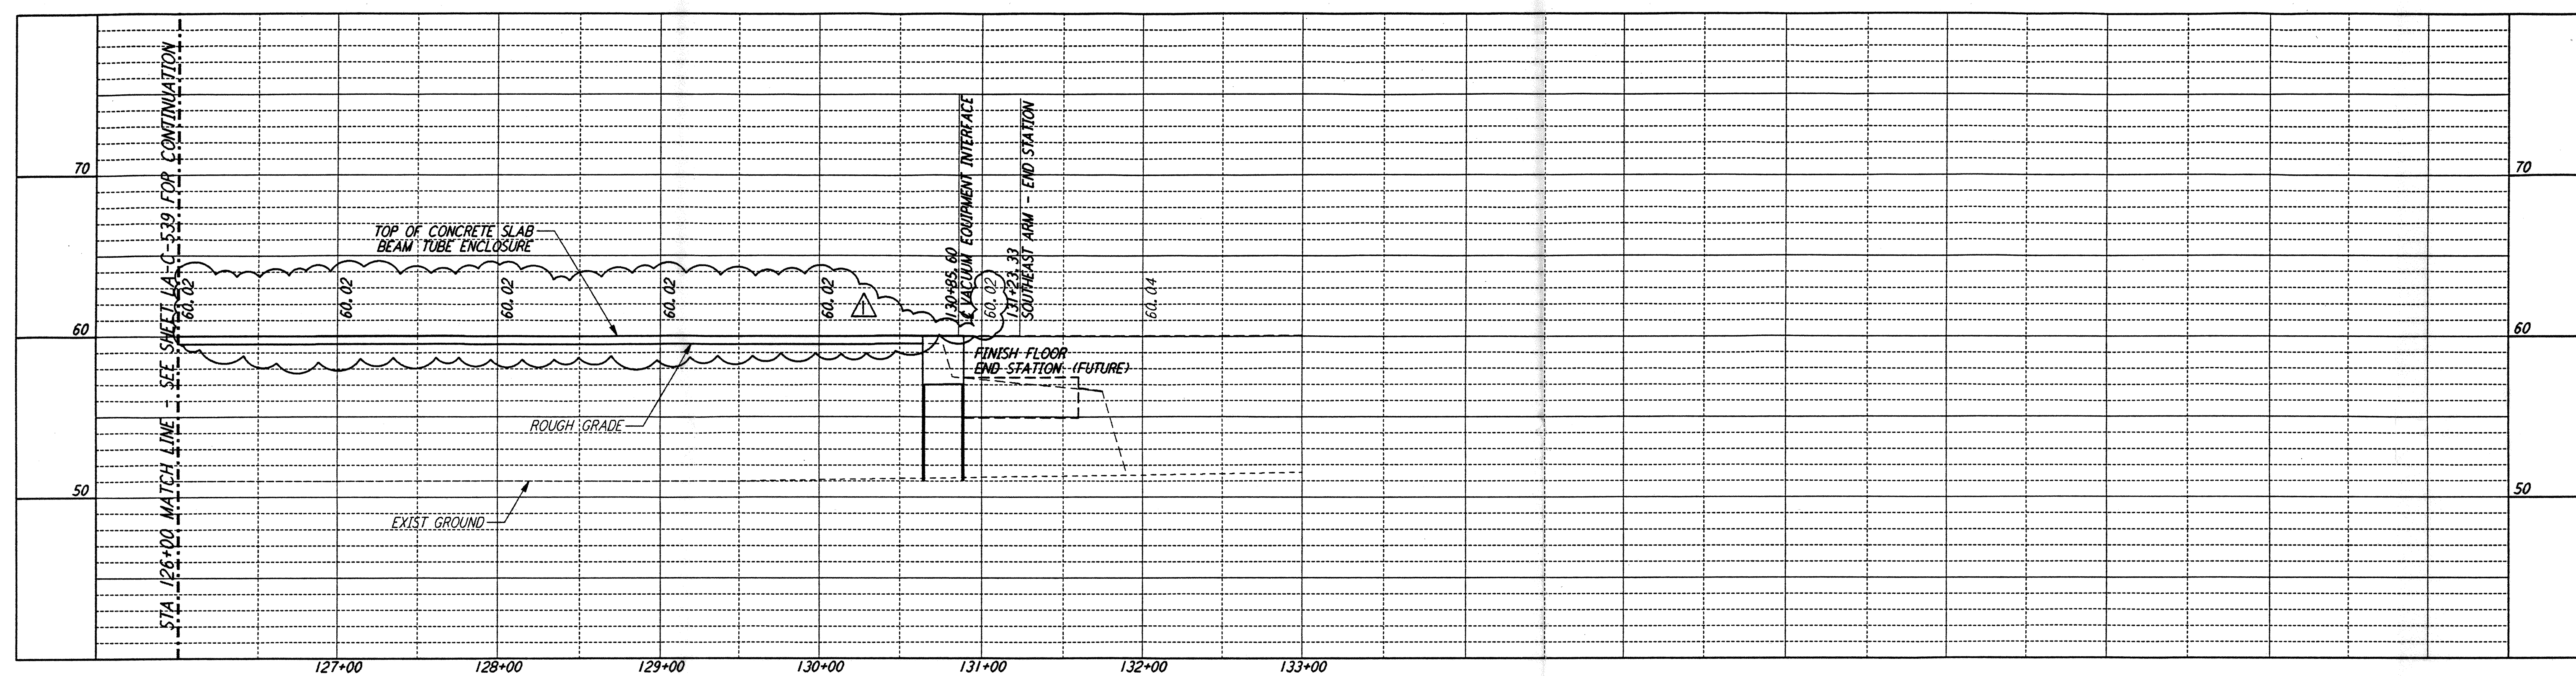 STA 126+00 MATCH LINE - SEE SHEET LA-C-539 FOR CONTINUATION
70
60
50
TOP OF CONCRETE SLAB
BEAM TUBE ENCLOSURE
60.02
60.02
60.02
60.02
60.02
1
130+85.60
℄ VACUUM EQUIPMENT INTERFACE
60.02
131+23.33
SOUTHEAST ARM - END STATION
60.04
FINISH FLOOR
END STATION (FUTURE)
ROUGH GRADE
EXIST GROUND
70
60
50
127+00
128+00
129+00
130+00
131+00
132+00
133+00